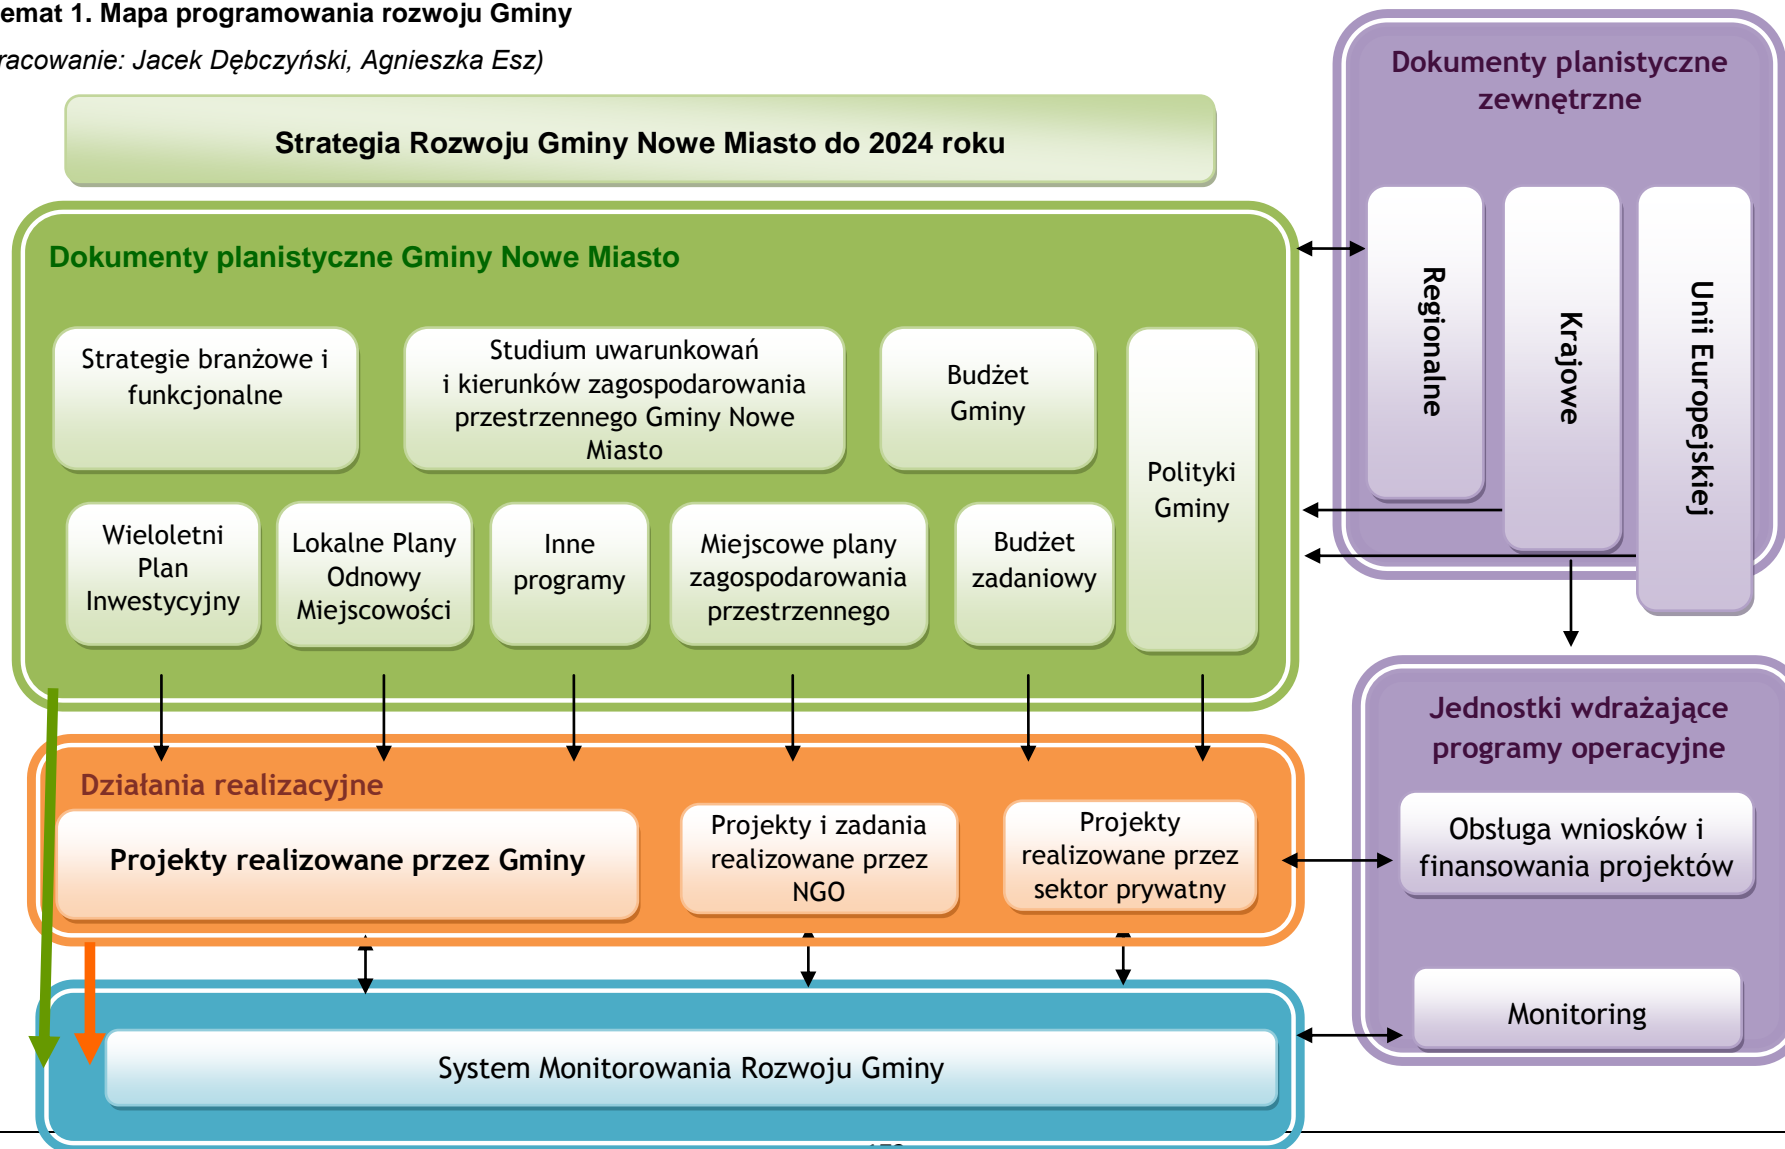 emat 1. Mapa programowania rozwoju Gminy
racowanie: Jacek Dębczyński, Agnieszka Esz)
Strategia Rozwoju Gminy Nowe Miasto do 2024 roku
Dokumenty planistyczne Gminy Nowe Miasto
Strategie branżowe i
funkcjonalne
Studium uwarunkowań
i kierunków zagospodarowania
przestrzennego Gminy Nowe
Miasto
Budżet
Gminy
Polityki
Gminy
Wieloletni
Plan
Inwestycyjny
Lokalne Plany
Odnowy
Miejscowości
Inne
programy
Miejscowe plany
zagospodarowania
przestrzennego
Budżet
zadaniowy
Działania realizacyjne
Projekty realizowane przez Gminy
Projekty i zadania
realizowane przez
NGO
Projekty
realizowane przez
sektor prywatny
System Monitorowania Rozwoju Gminy
Dokumenty planistyczne
zewnętrzne
Regionalne
Krajowe
Unii Europejskiej
Jednostki wdrażające
programy operacyjne
Obsługa wniosków i
finansowania projektów
Monitoring